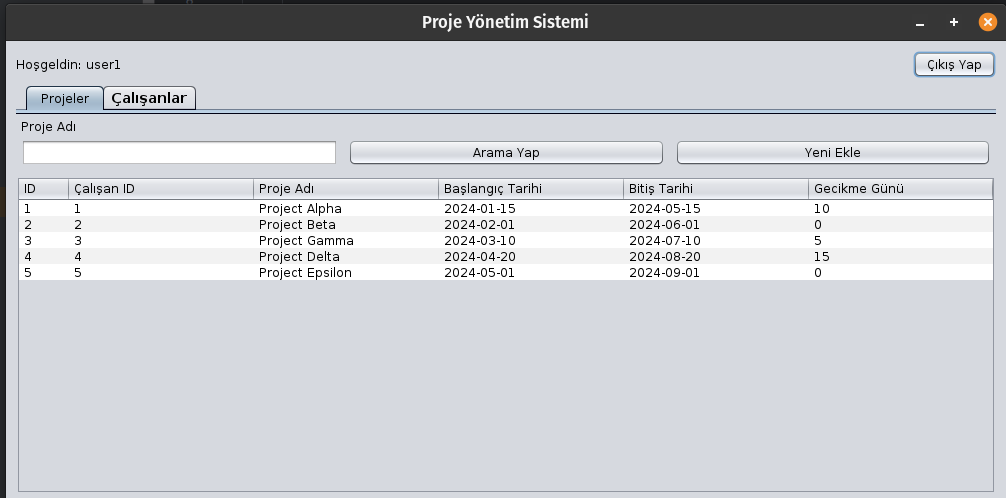 Proje Yönetim Sistemi
Hoşgeldin: user1 Çıkış Yap
Projeler Çalışanlar
Proje Adı
Arama Yap Yeni Ekle
ID Çalışan ID Proje Adı Başlangıç Tarihi Bitiş Tarihi Gecikme Günü
1 1 Project Alpha 2024-01-15 2024-05-15 10
2 2 Project Beta 2024-02-01 2024-06-01 0
3 3 Project Gamma 2024-03-10 2024-07-10 5
4 4 Project Delta 2024-04-20 2024-08-20 15
5 5 Project Epsilon 2024-05-01 2024-09-01 0